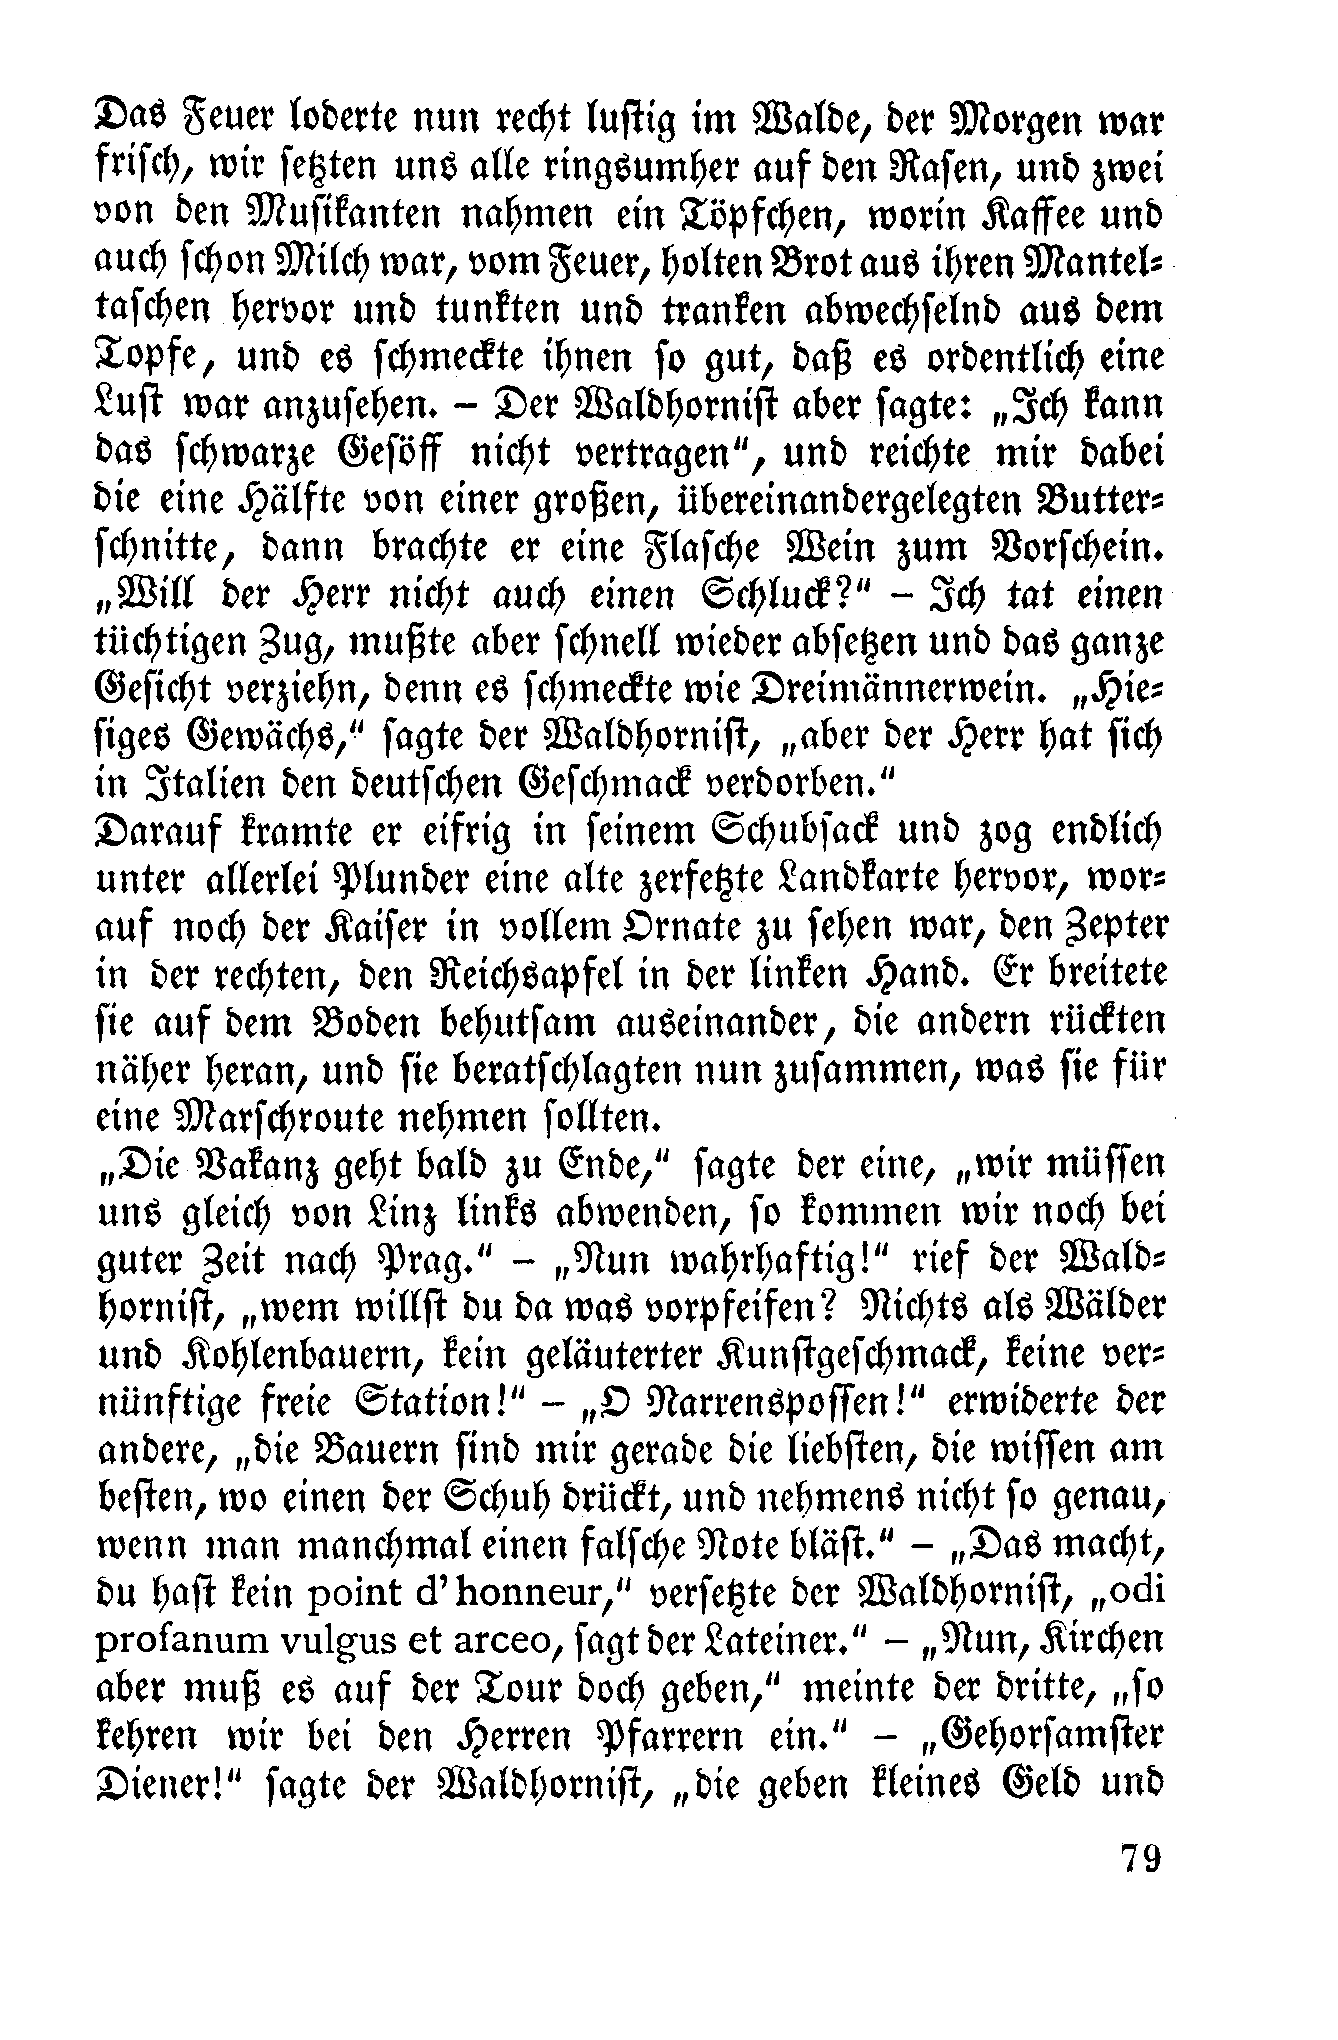 Das Feuer loderte nun recht lustig im Walde, der Morgen war
frisch, wir setzten uns alle ringsumher auf den Rasen, und zwei
von den Musikanten nahmen ein Töpfchen, worin Kaffee und
auch schon Milch war, vom Feuer, holten Brot aus ihren Mantel-
taschen hervor und tunkten und tranken abwechselnd aus dem
Topfe, und es schmeckte ihnen so gut, daß es ordentlich eine
Lust war anzusehen. – Der Waldhornist aber sagte: „Ich kann
das schwarze Gesöff nicht vertragen“, und reichte mir dabei
die eine Hälfte von einer großen, übereinandergelegten Butter-
schnitte, dann brachte er eine Flasche Wein zum Vorschein.
„Will der Herr nicht auch einen Schluck?“ – Ich tat einen
tüchtigen Zug, mußte aber schnell wieder absetzen und das ganze
Gesicht verziehn, denn es schmeckte wie Dreimännerwein. „Hie-
siges Gewächs,“ sagte der Waldhornist, „aber der Herr hat sich
in Italien den deutschen Geschmack verdorben.“
Darauf kramte er eifrig in seinem Schubsack und zog endlich
unter allerlei Plunder eine alte zerfetzte Landkarte hervor, wor-
auf noch der Kaiser in vollem Ornate zu sehen war, den Zepter
in der rechten, den Reichsapfel in der linken Hand. Er breitete
sie auf dem Boden behutsam auseinander, die andern rückten
näher heran, und sie beratschlagten nun zusammen, was sie für
eine Marschroute nehmen sollten.
„Die Vakanz geht bald zu Ende,“ sagte der eine, „wir müssen
uns gleich von Linz links abwenden, so kommen wir noch bei
guter Zeit nach Prag.“ – „Nun wahrhaftig!“ rief der Wald-
hornist, „wem willst du da was vorpfeifen? Nichts als Wälder
und Kohlenbauern, kein geläuterter Kunstgeschmack, keine ver-
nünftige freie Station!“ – „O Narrenspossen!“ erwiderte der
andere, „die Bauern sind mir gerade die liebsten, die wissen am
besten, wo einen der Schuh drückt, und nehmens nicht so genau,
wenn man manchmal einen falsche Note bläst.“ – „Das macht,
du hast kein point d’honneur,“ versetzte der Waldhornist, „odi
profanum vulgus et arceo, sagt der Lateiner.“ – „Nun, Kirchen
aber muß es auf der Tour doch geben,“ meinte der dritte, „so
kehren wir bei den Herren Pfarrern ein.“ – „Gehorsamster
Diener!“ sagte der Waldhornist, „die geben kleines Geld und
79